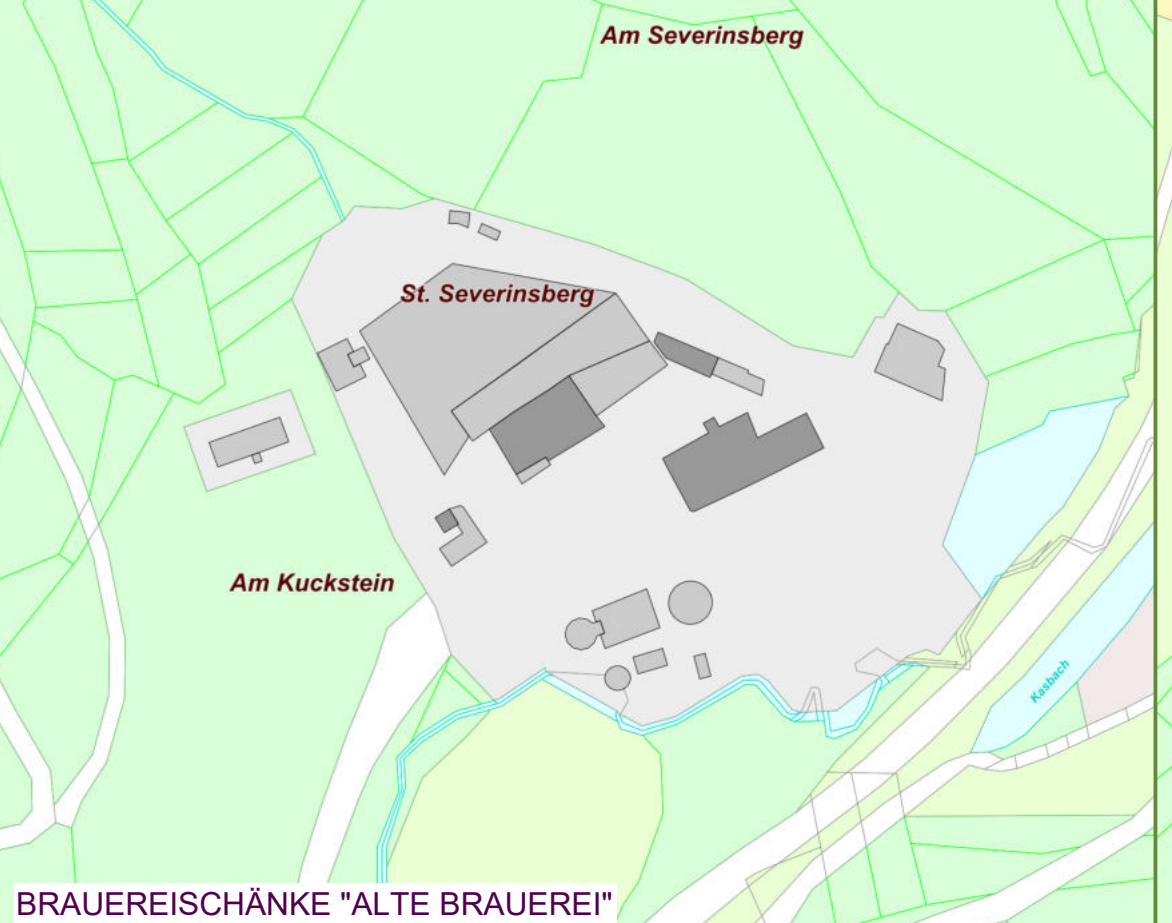 Am Severinsberg
St. Severinsberg
Am Kuckstein
Kasbach
BRAUEREISCHÄNKE "ALTE BRAUEREI"